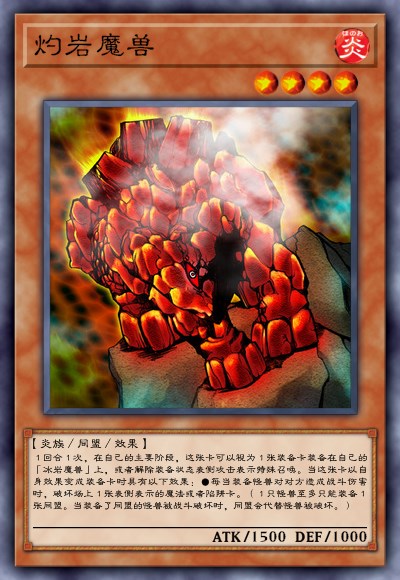 灼岩魔兽
ほのお
炎
【炎族／同盟／效果】
1回合1次，在自己的主要阶段，这张卡可以视为1张装备卡装备在自己的
「冰岩魔兽」上，或者解除装备状态表侧攻击表示特殊召唤。当这张卡以自
身效果变成装备卡时具有以下效果：●每当装备怪兽对对方造成战斗伤害
时，破坏场上1张表侧表示的魔法或者陷阱卡。（1只怪兽至多只能装备1
张同盟。当装备了同盟的怪兽被战斗破坏时，同盟会代替怪兽被破坏。）
ATK/1500 DEF/1000